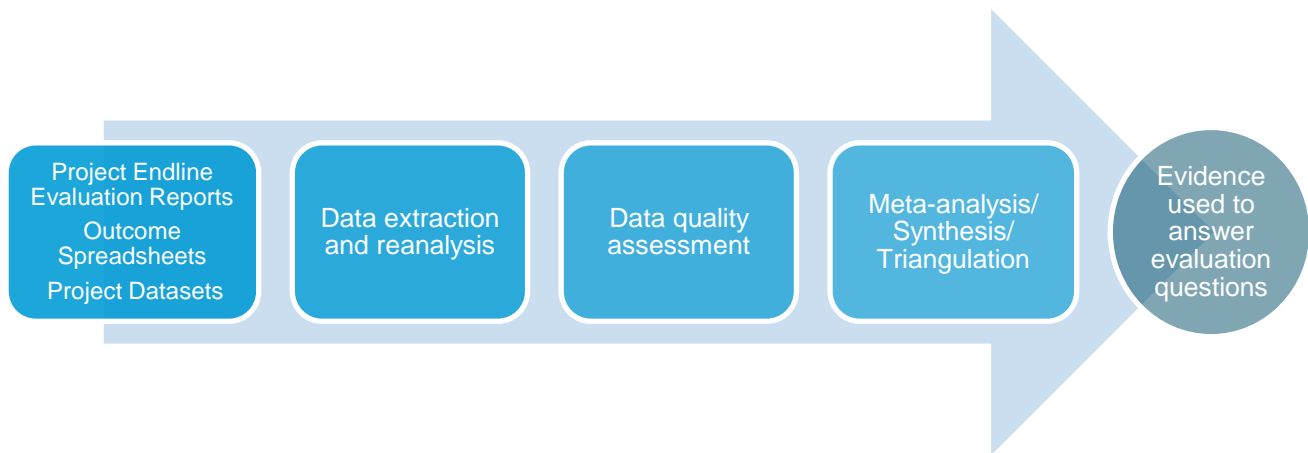 Project Endline
Evaluation Reports
Outcome
Spreadsheets
Project Datasets
Data extraction
and reanalysis
Data quality
assessment
Meta-analysis/
Synthesis/
Triangulation
Evidence
used to
answer
evaluation
questions